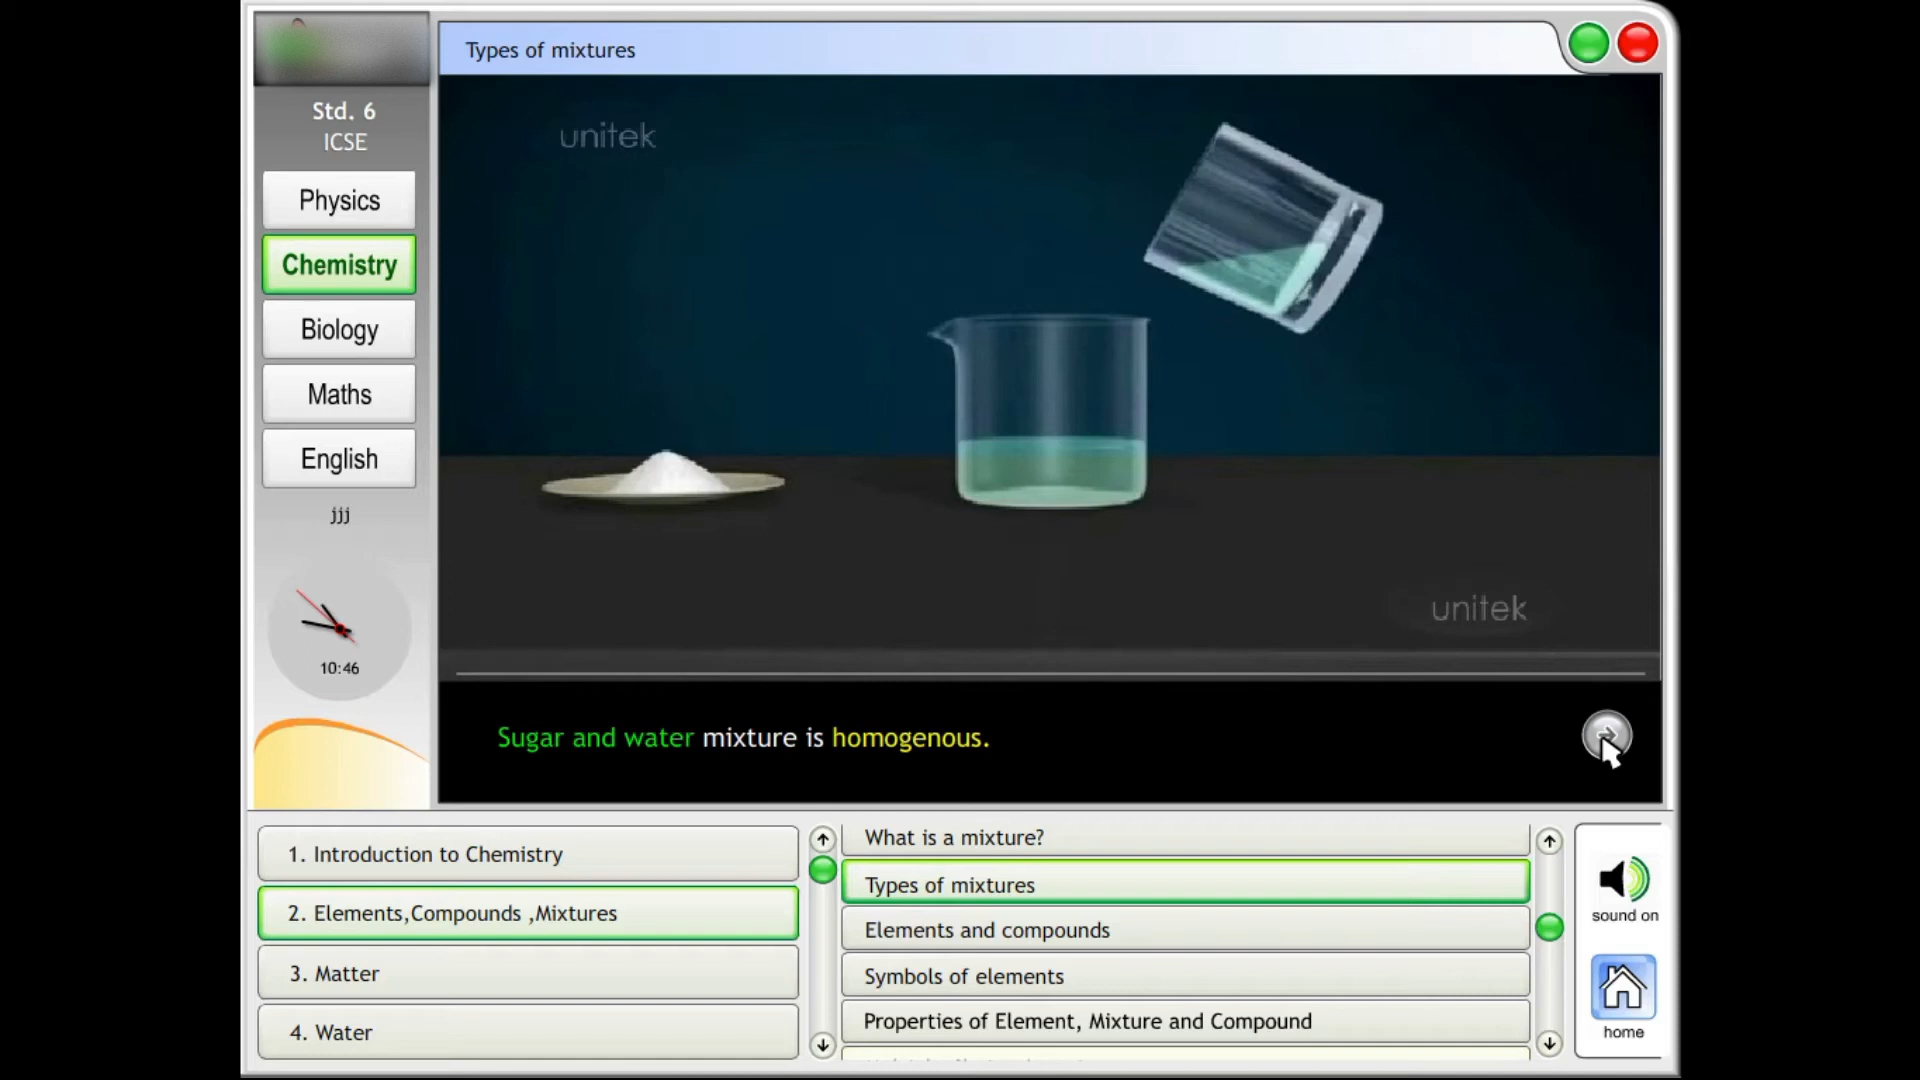 Types of mixtures
Std. 6
ICSE
Physics
Chemistry
Biology
Maths
English
jjj
10:46
unitek
unitek
Sugar and water mixture is homogenous.
1. Introduction to Chemistry
2. Elements,Compounds ,Mixtures
3. Matter
4. Water
What is a mixture?
Types of mixtures
Elements and compounds
Symbols of elements
Properties of Element, Mixture and Compound
sound on
home